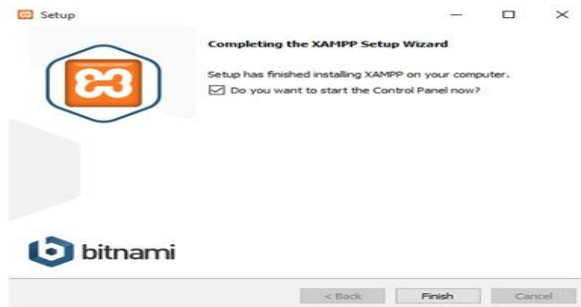 Setup
Completing the XAMPP Setup Wizard
Setup has finished installing XAMPP on your computer.
Do you want to start the Control Panel now?
bitnami
< Back
Finish
Cancel